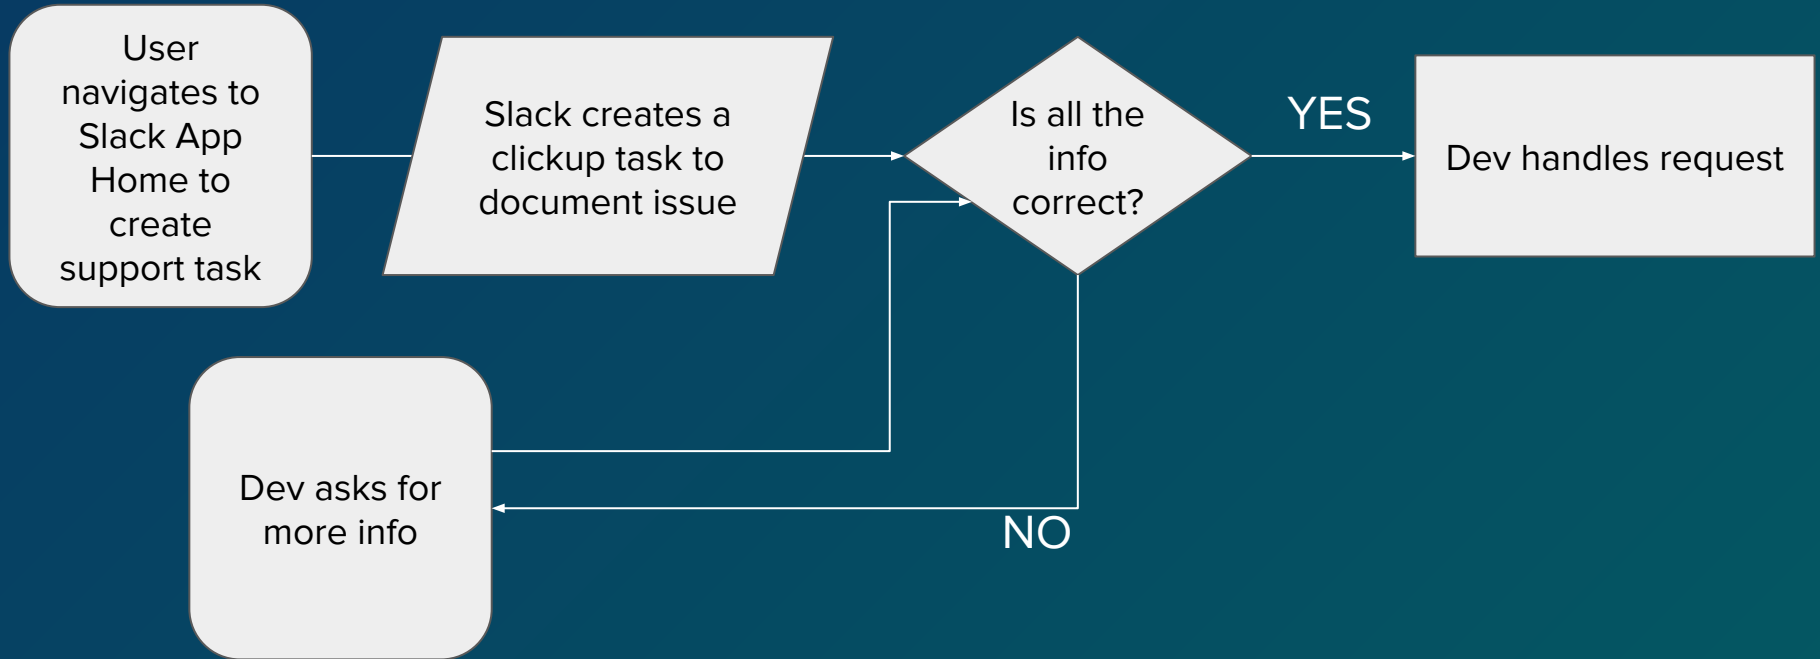 User
navigates to
Slack App
Home to
create
support task
Slack creates a
clickup task to
document issue
Is all the
info
correct?
YES
Dev handles request
Dev asks for
more info
NO